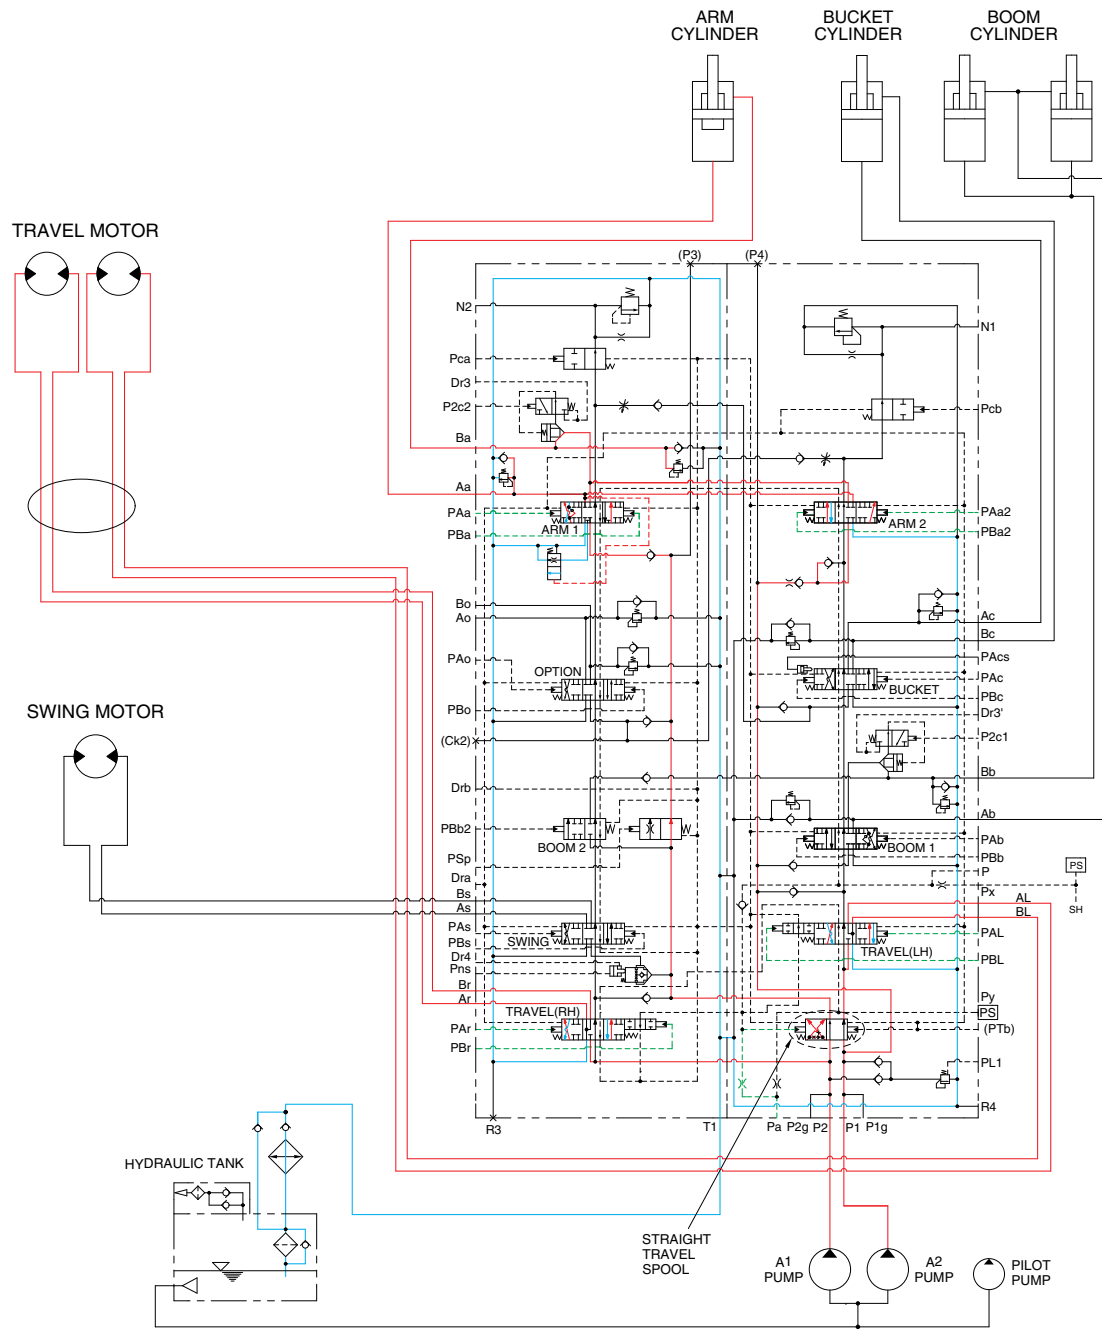 ARM
CYLINDER
BUCKET
CYLINDER
BOOM
CYLINDER
TRAVEL MOTOR
(P3)
(P4)
N2
N1
Pca
Dr3
P2c2
Pcb
Ba
Aa
PAa
ARM 1
PBa
ARM 2
PAa2
PBa2
Bo
Ao
Ac
Bc
PAo
OPTION
PAcs
PAc
BUCKET
PBc
PBo
Dr3'
SWING MOTOR
(Ck2)
P2c1
Bb
Drb
Ab
PBb2
BOOM 2
BOOM 1
PAb
PBb
PSp
P
PS
Dra
Px
AL
Bs
BL
SH
As
PAs
PAL
PBs
SWING
TRAVEL(LH)
Dr4
PBL
Pns
Br
Ar
Py
TRAVEL(RH)
PS
PAr
(PTb)
PBr
PL1
R4
R3
T1
Pa
P2g
P2
P1
P1g
HYDRAULIC TANK
STRAIGHT
TRAVEL
SPOOL
A1
PUMP
A2
PUMP
PILOT
PUMP